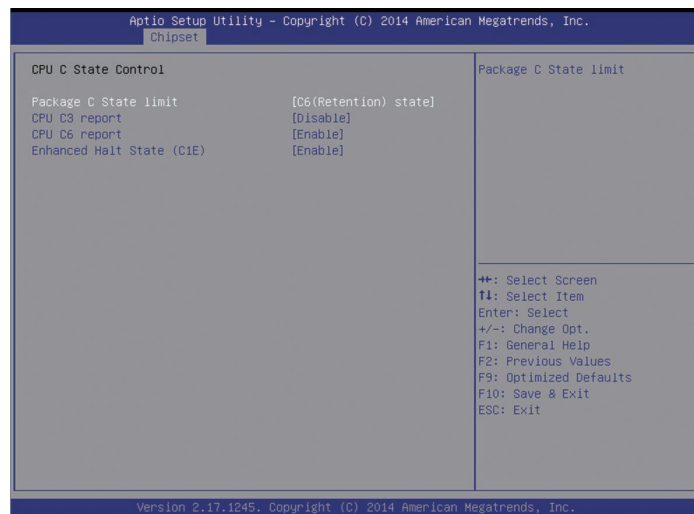 Aptio Setup Utility – Copyright (C) 2014 American Megatrends, Inc.
Chipset
CPU C State Control
Package C State limit [C6(Retention) state]
CPU C3 report [Disable]
CPU C6 report [Enable]
Enhanced Halt State (C1E) [Enable]
Package C State limit
→←: Select Screen
↑↓: Select Item
Enter: Select
+/-: Change Opt.
F1: General Help
F2: Previous Values
F9: Optimized Defaults
F10: Save & Exit
ESC: Exit
Version 2.17.1245. Copyright (C) 2014 American Megatrends, Inc.